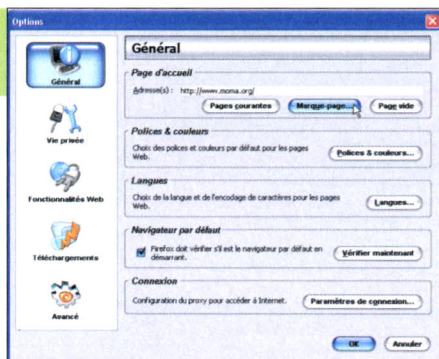 Options
Général
Général
Page d'accueil
Adresse(s) : http://www.moma.org/
Pages courantes
Marque-page...
Page vide
Vie privée
Polices & couleurs
Choix des polices et couleurs par défaut pour les pages
Web.
Polices & couleurs...
Fonctionnalités Web
Langues
Choix de la langue et de l'encodage de caractères pour les pages
Web.
Langues...
Téléchargements
Navigateur par défaut
Firefox doit vérifier s'il est le navigateur par défaut en
démarrant.
Vérifier maintenant
Avancé
Connexion
Configuration du proxy pour accéder à Internet.
Paramètres de connexion...
OK
Annuler